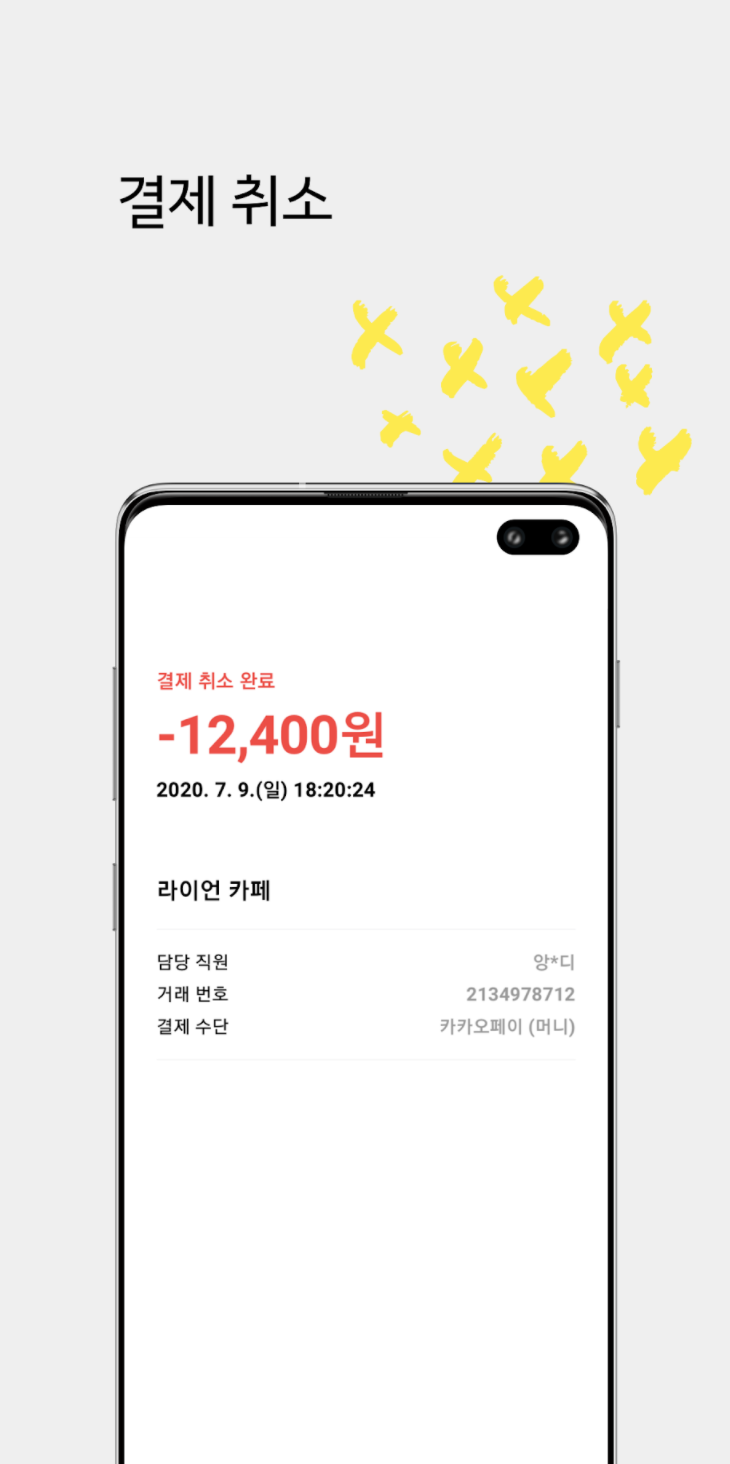 결제 취소
결제 취소 완료
-12,400원
2020. 7. 9.(일) 18:20:24
라이언 카페
담당 직원 앙*디
거래 번호 2134978712
결제 수단 카카오페이 (머니)